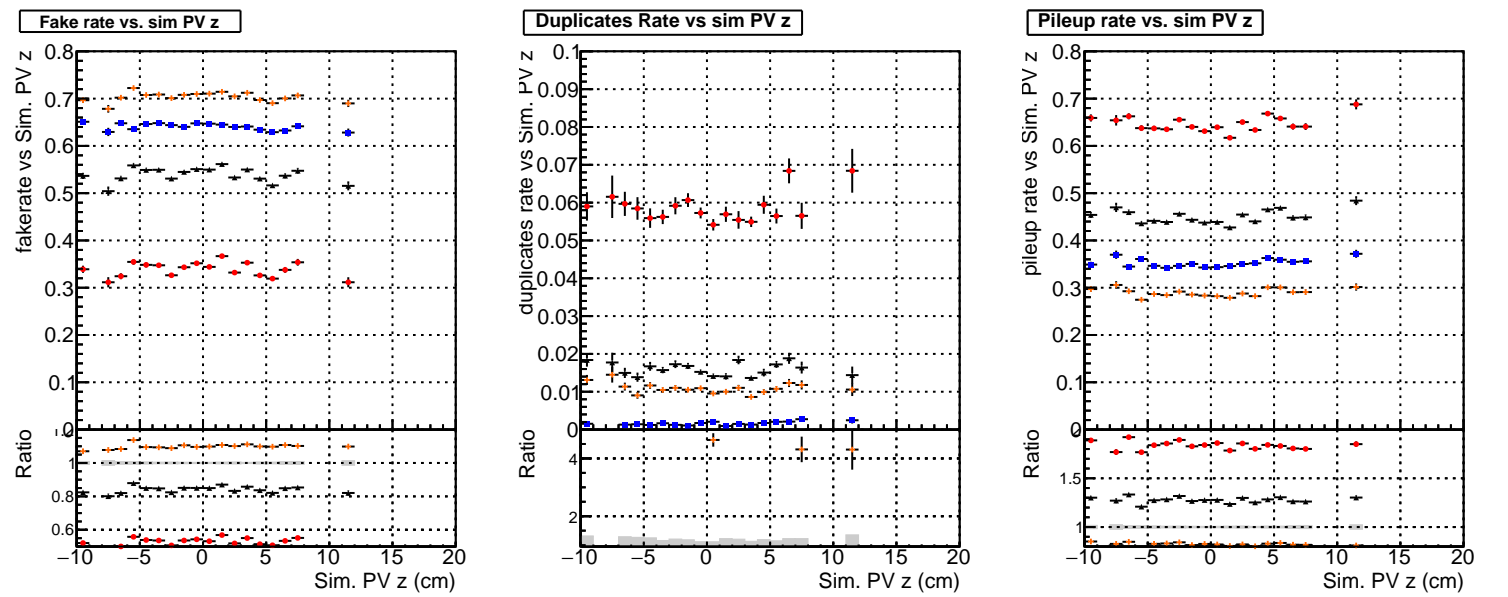 Fake rate vs. sim PV z
fakerate vs Sim. PV z
0.8
0.7
0.6
0.5
0.4
0.3
0.2
0.1
0
Ratio
1
0.8
0.6
−10 −5 0 5 10 15 20
Sim. PV z (cm)
Duplicates Rate vs sim PV z
duplicates rate vs Sim. PV z
0.1
0.09
0.08
0.07
0.06
0.05
0.04
0.03
0.02
0.01
0
Ratio
4
2
−10 −5 0 5 10 15 20
Sim. PV z (cm)
Pileup rate vs. sim PV z
pileup rate vs Sim. PV z
0.8
0.7
0.6
0.5
0.4
0.3
0.2
0.1
0
Ratio
1.5
1
−10 −5 0 5 10 15 20
Sim. PV z (cm)